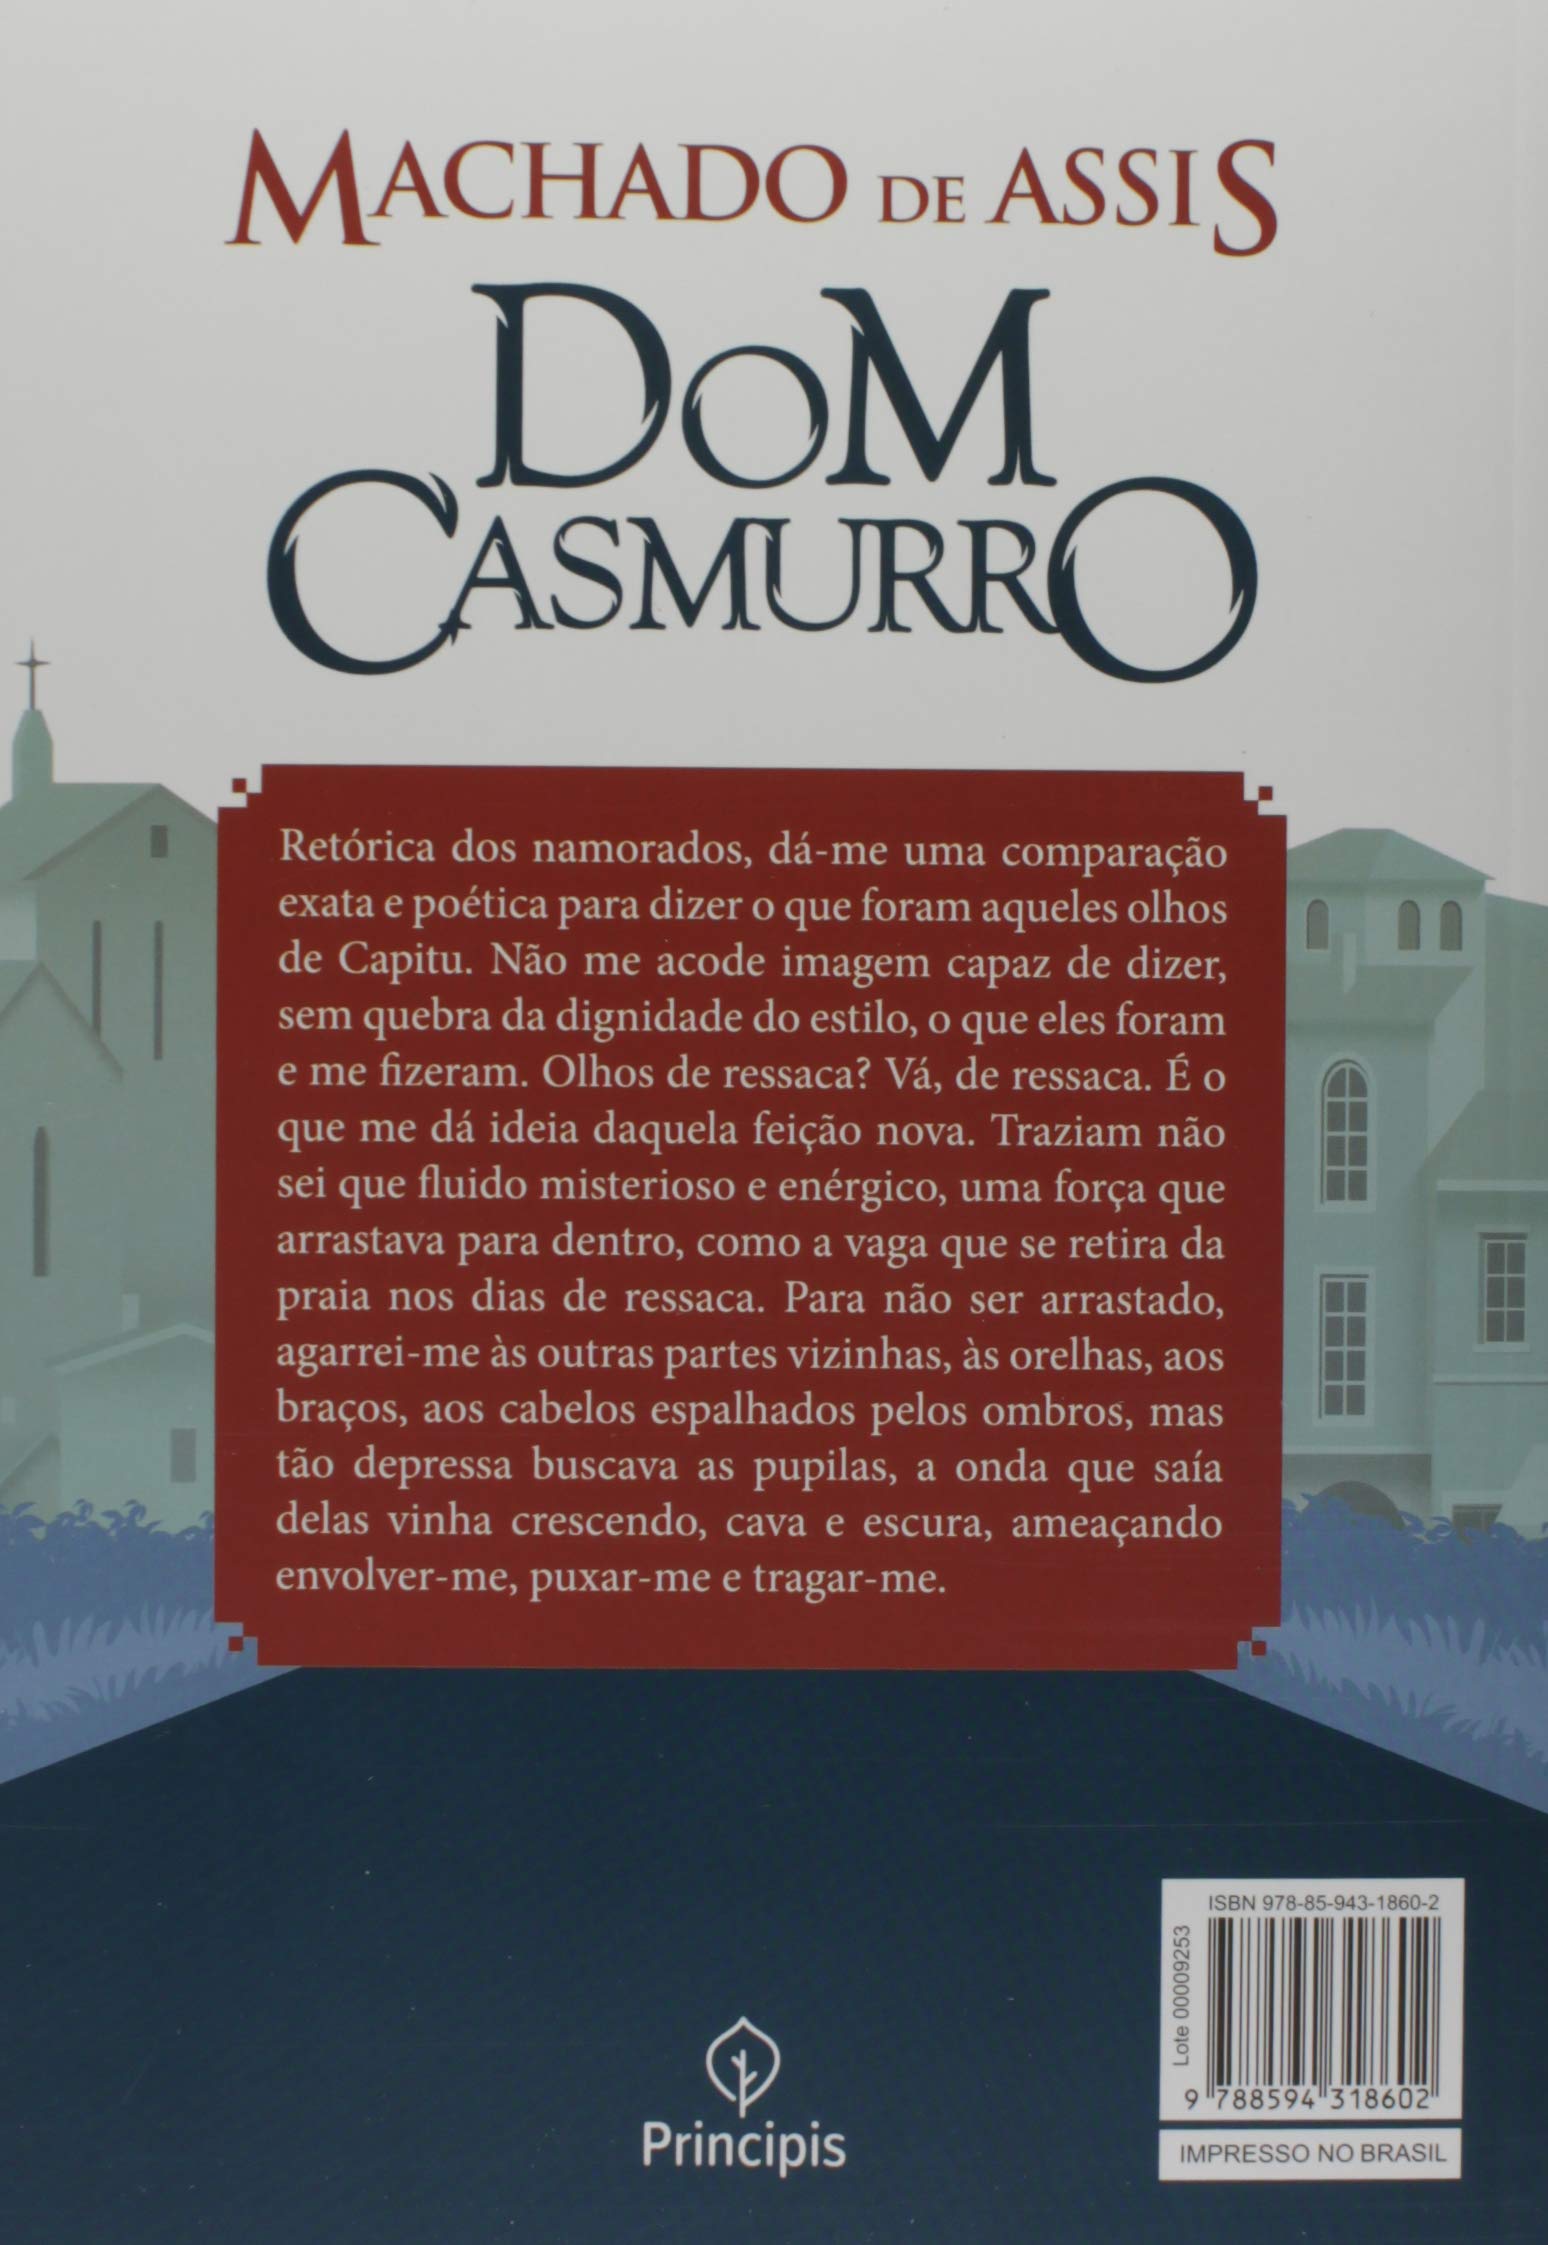 MACHADO DE ASSIS
DOM
CASMURRO
Retórica dos namorados, dá-me uma comparação
exata e poética para dizer o que foram aqueles olhos
de Capitu. Não me acode imagem capaz de dizer,
sem quebra da dignidade do estilo, o que eles foram
e me fizeram. Olhos de ressaca? Vá, de ressaca. É o
que me dá ideia daquela feição nova. Traziam não
sei que fluido misterioso e enérgico, uma força que
arrastava para dentro, como a vaga que se retira da
praia nos dias de ressaca. Para não ser arrastado,
agarrei-me às outras partes vizinhas, às orelhas, aos
braços, aos cabelos espalhados pelos ombros, mas
tão depressa buscava as pupilas, a onda que saía
delas vinha crescendo, cava e escura, ameaçando
envolver-me, puxar-me e tragar-me.
ISBN 978-85-943-1860-2
Lote 00009253
9 788594 318602
IMPRESSO NO BRASIL
Principis